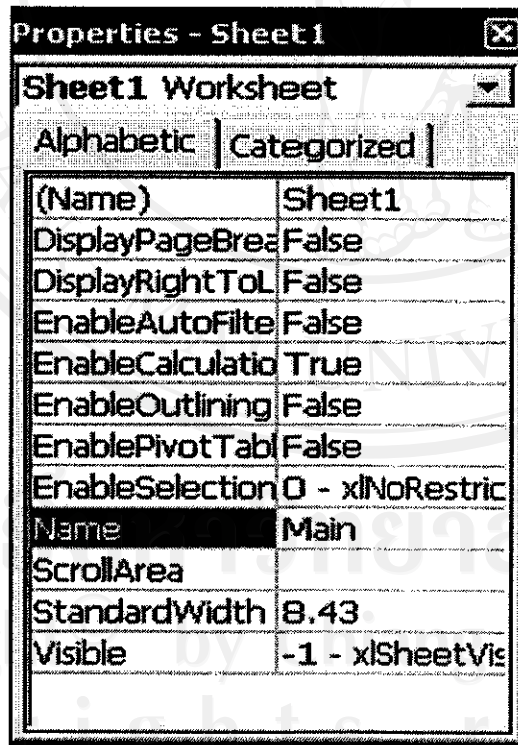 Properties - Sheet1
Sheet1 Worksheet
Alphabetic Categorized
(Name) Sheet1
DisplayPageBrea False
DisplayRightToL False
EnableAutoFilte False
EnableCalculatio True
EnableOutlining False
EnablePivotTabl False
EnableSelection 0 - xlNoRestric
Name Main
ScrollArea
StandardWidth 8.43
Visible -1 - xlSheetVis